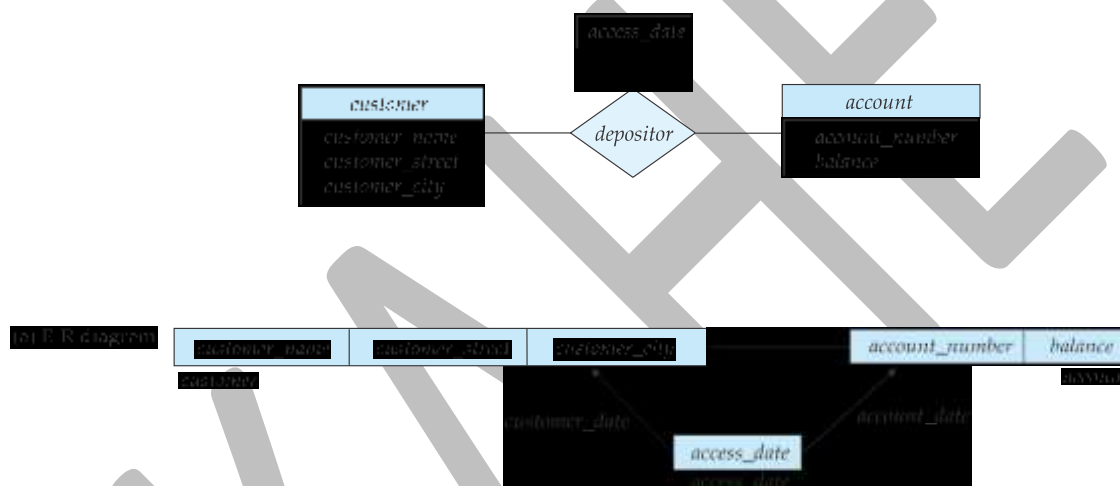 access_date
customer
account
depositor
customer_name
account_number
customer_street
balance
customer_city
(a) E-R diagram
customer_name customer_street customer_city account_number balance
customer
customer_date account_date
access_date
access_date